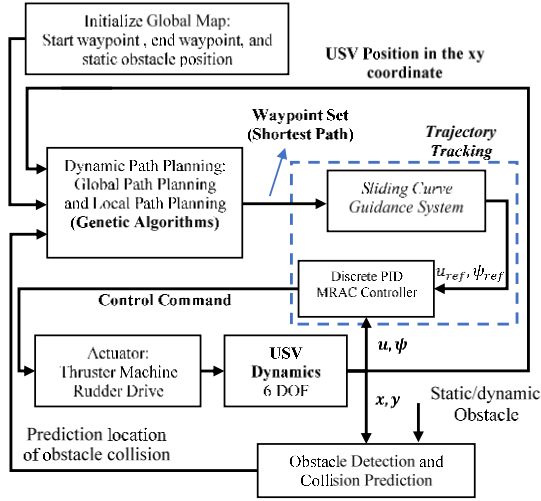 Initialize Global Map:
Start waypoint , end waypoint, and
static obstacle position
USV Position in the xy
coordinate
Waypoint Set
(Shortest Path)
Trajectory
Tracking
Dynamic Path Planning:
Global Path Planning
and Local Path Planning
(Genetic Algorithms)
Sliding Curve
Guidance System
u_ref, ψ_ref
Discrete PID
MRAC Controller
Control Command
u, ψ
Actuator:
Thruster Machine
Rudder Drive
USV
Dynamics
6 DOF
x, y
Static/dynamic
Obstacle
Prediction location
of obstacle collision
Obstacle Detection and
Collision Prediction